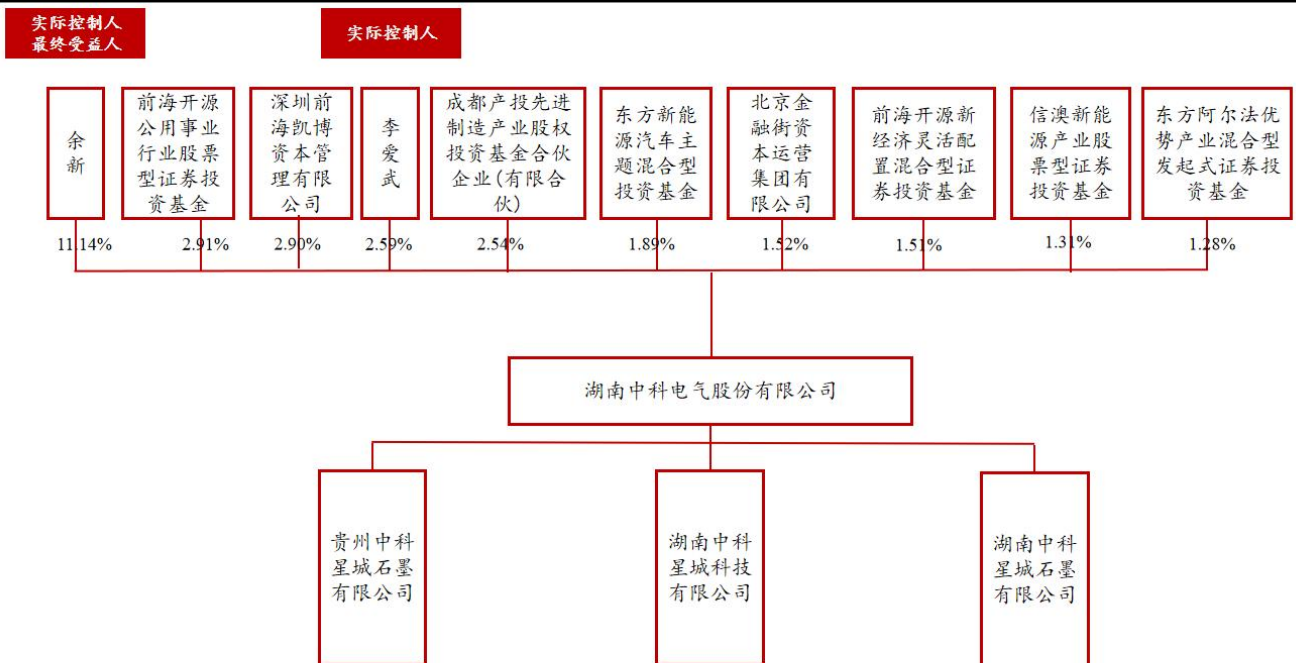 实际控制人
最终受益人
实际控制人
余
新
前海开源
公用事业
行业股票
型证券投
资基金
深圳前
海凯博
资本管
理有限
公司
李
爱
武
成都产投先进
制造产业股权
投资基金合伙
企业(有限合
伙)
东方新能
源汽车主
题混合型
投资基金
北京金
融街资
本运营
集团有
限公司
前海开源新
经济灵活配
置混合型证
券投资基金
信澳新能
源产业股
票型证券
投资基金
东方阿尔法优
势产业混合型
发起式证券投
资基金
11.14%
2.91%
2.90%
2.59%
2.54%
1.89%
1.52%
1.51%
1.31%
1.28%
湖南中科电气股份有限公司
贵州中科
星城石墨
有限公司
湖南中科
星城科技
有限公司
湖南中科
星城石墨
有限公司